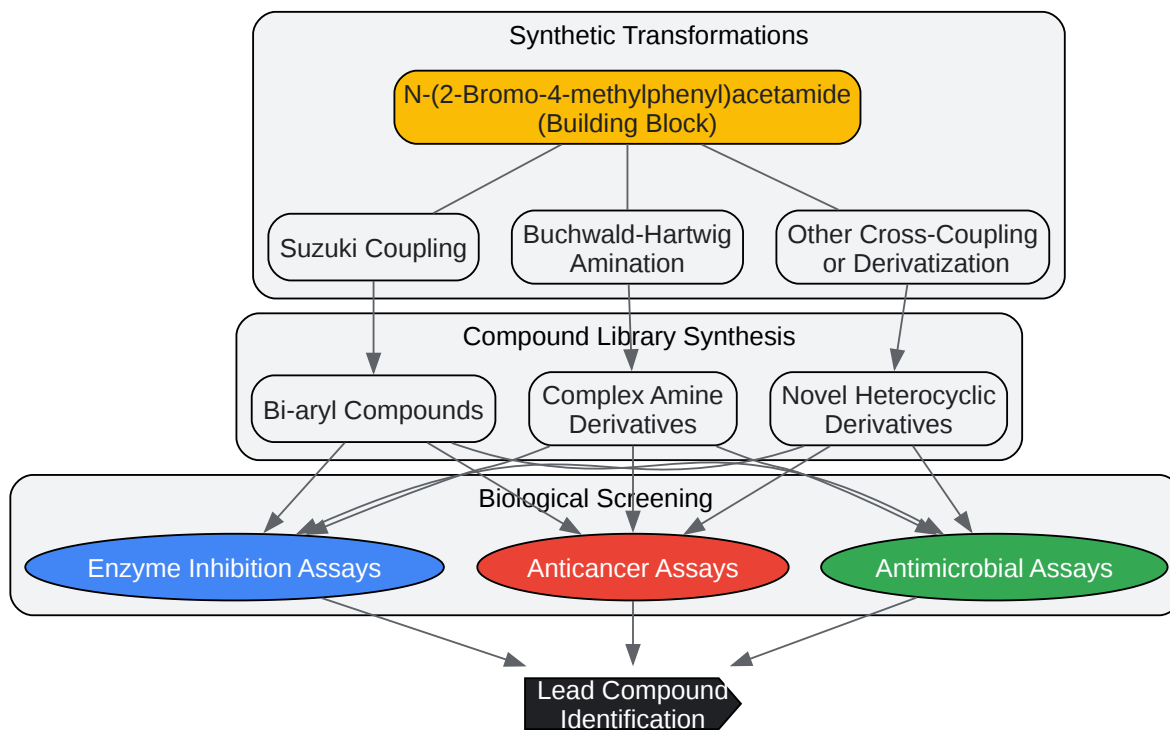 Synthetic Transformations
N-(2-Bromo-4-methylphenyl)acetamide
(Building Block)
Suzuki Coupling
Buchwald-Hartwig
Amination
Other Cross-Coupling
or Derivatization
Compound Library Synthesis
Bi-aryl Compounds
Complex Amine
Derivatives
Novel Heterocyclic
Derivatives
Biological Screening
Enzyme Inhibition Assays
Anticancer Assays
Antimicrobial Assays
Lead Compound
Identification